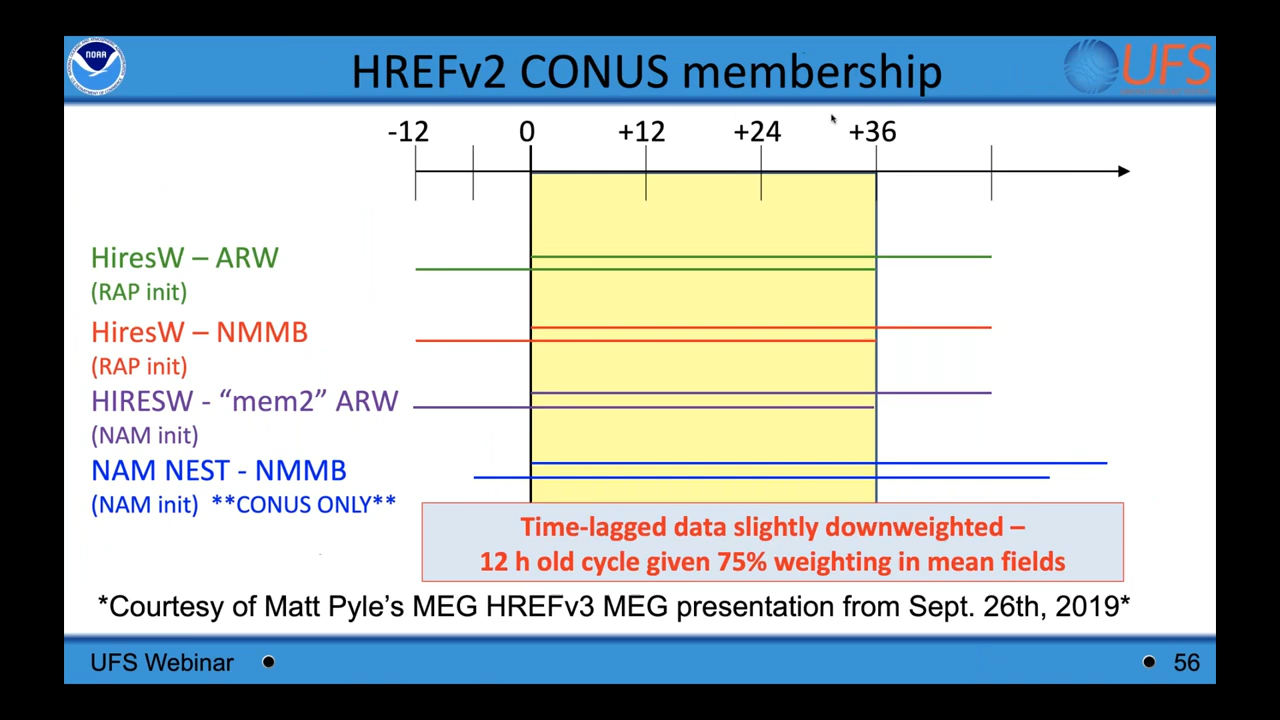 NOAA
HREFv2 CONUS membership
UFS
-12 0 +12 +24 +36
HiresW – ARW
(RAP init)
HiresW – NMMB
(RAP init)
HIRESW - “mem2” ARW
(NAM init)
NAM NEST - NMMB
(NAM init) **CONUS ONLY**
Time-lagged data slightly downweighted –
12 h old cycle given 75% weighting in mean fields
*Courtesy of Matt Pyle’s MEG HREFv3 MEG presentation from Sept. 26th, 2019*
UFS Webinar
56